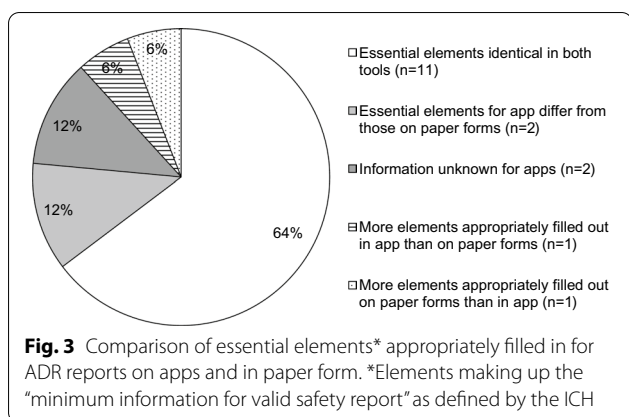 6%
6%
12%
12%
64%
Essential elements identical in both
tools (n=11)
Essential elements for app differ from
those on paper forms (n=2)
Information unknown for apps (n=2)
More elements appropriately filled out
in app than on paper forms (n=1)
More elements appropriately filled out
on paper forms than in app (n=1)
Fig. 3 Comparison of essential elements* appropriately filled in for
ADR reports on apps and in paper form. *Elements making up the
“minimum information for valid safety report” as defined by the ICH